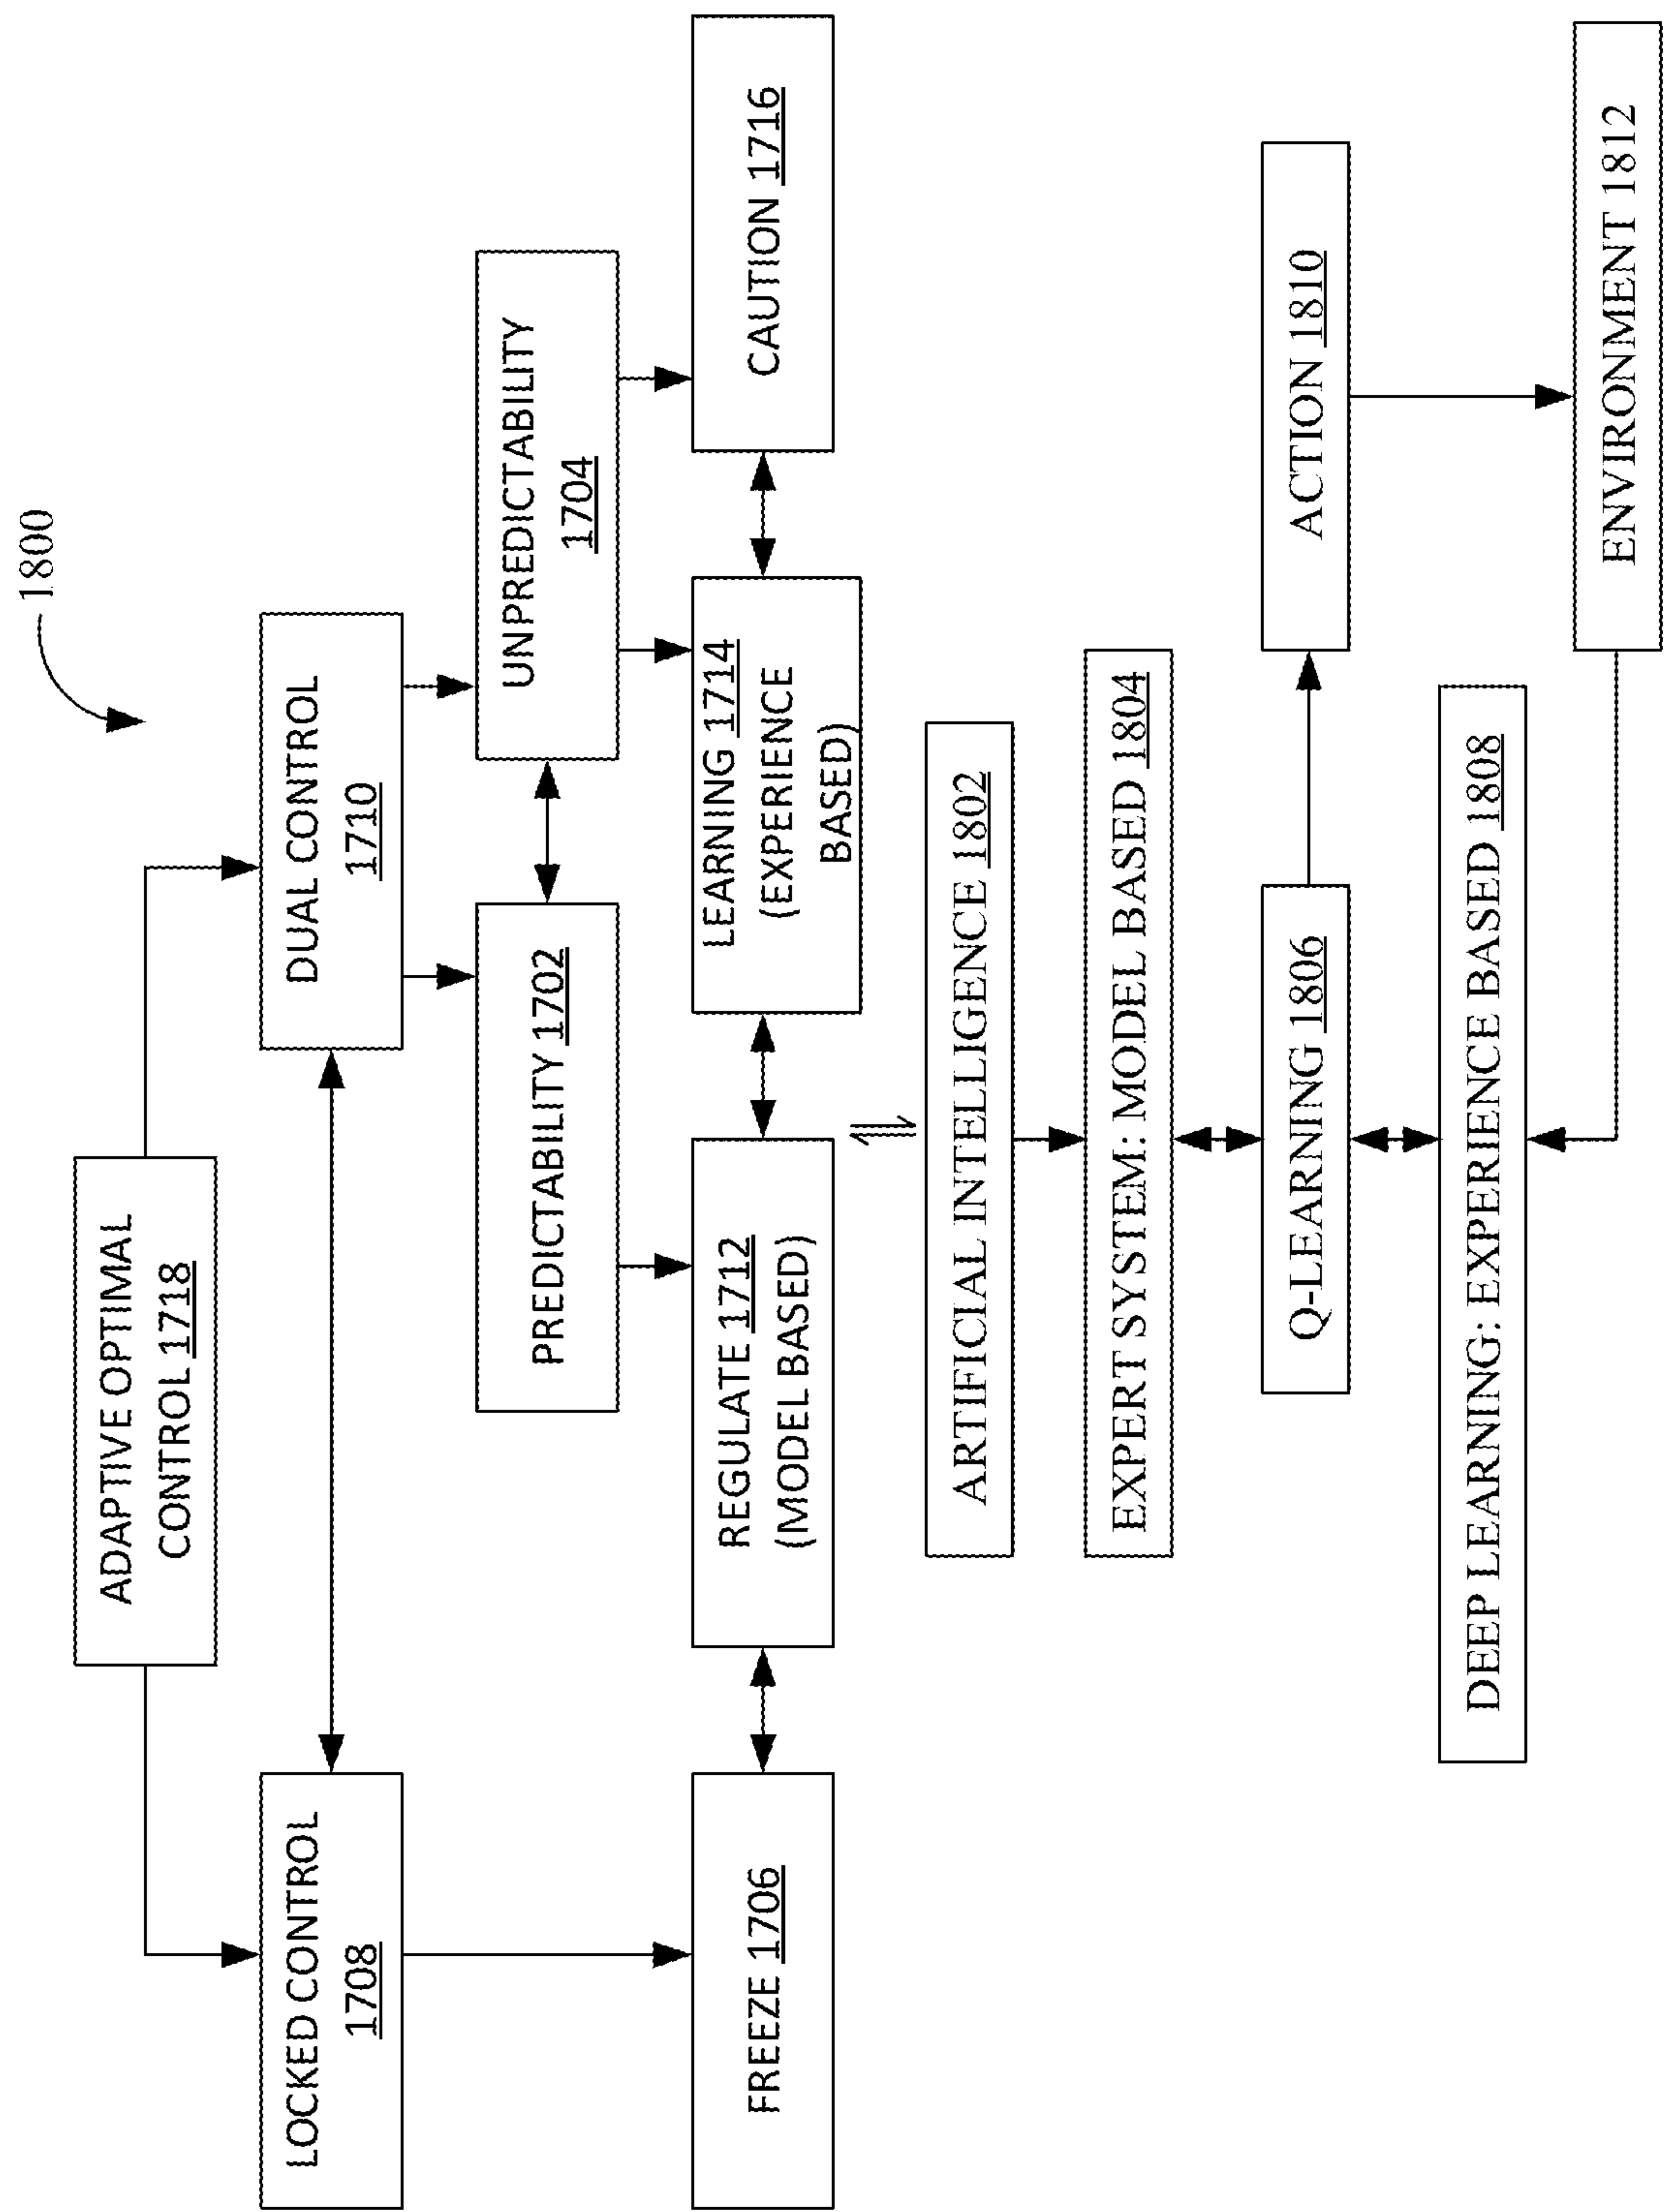 1800
ADAPTIVE OPTIMAL
CONTROL 1718
LOCKED CONTROL
1708
DUAL CONTROL
1710
PREDICTABILITY 1702
UNPREDICTABILITY
1704
FREEZE 1706
REGULATE 1712
(MODEL BASED)
LEARNING 1714
(EXPERIENCE
BASED)
CAUTION 1716
ARTIFICIAL INTELLIGENCE 1802
EXPERT SYSTEM: MODEL BASED 1804
Q-LEARNING 1806
ACTION 1810
DEEP LEARNING: EXPERIENCE BASED 1808
ENVIRONMENT 1812